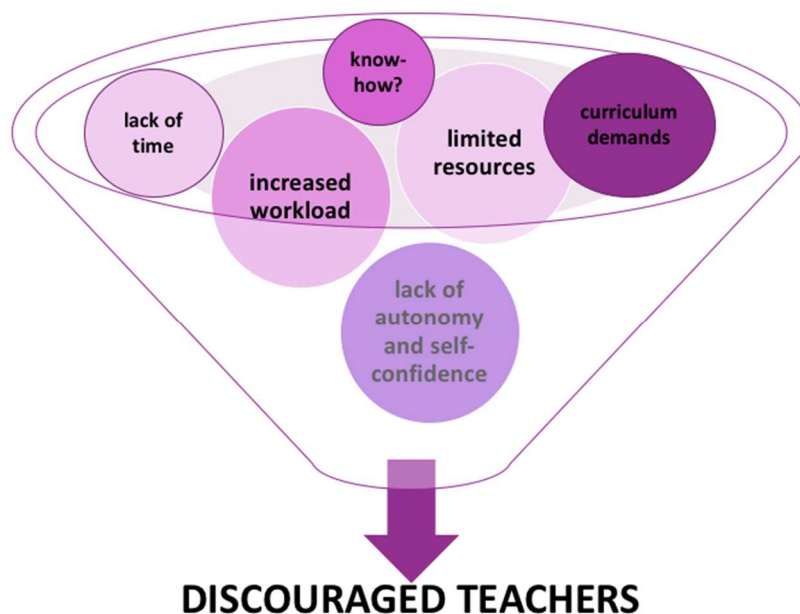 know-
how?
lack of
time
increased
workload
limited
resources
curriculum
demands
lack of
autonomy
and self-
confidence
DISCOURAGED TEACHERS